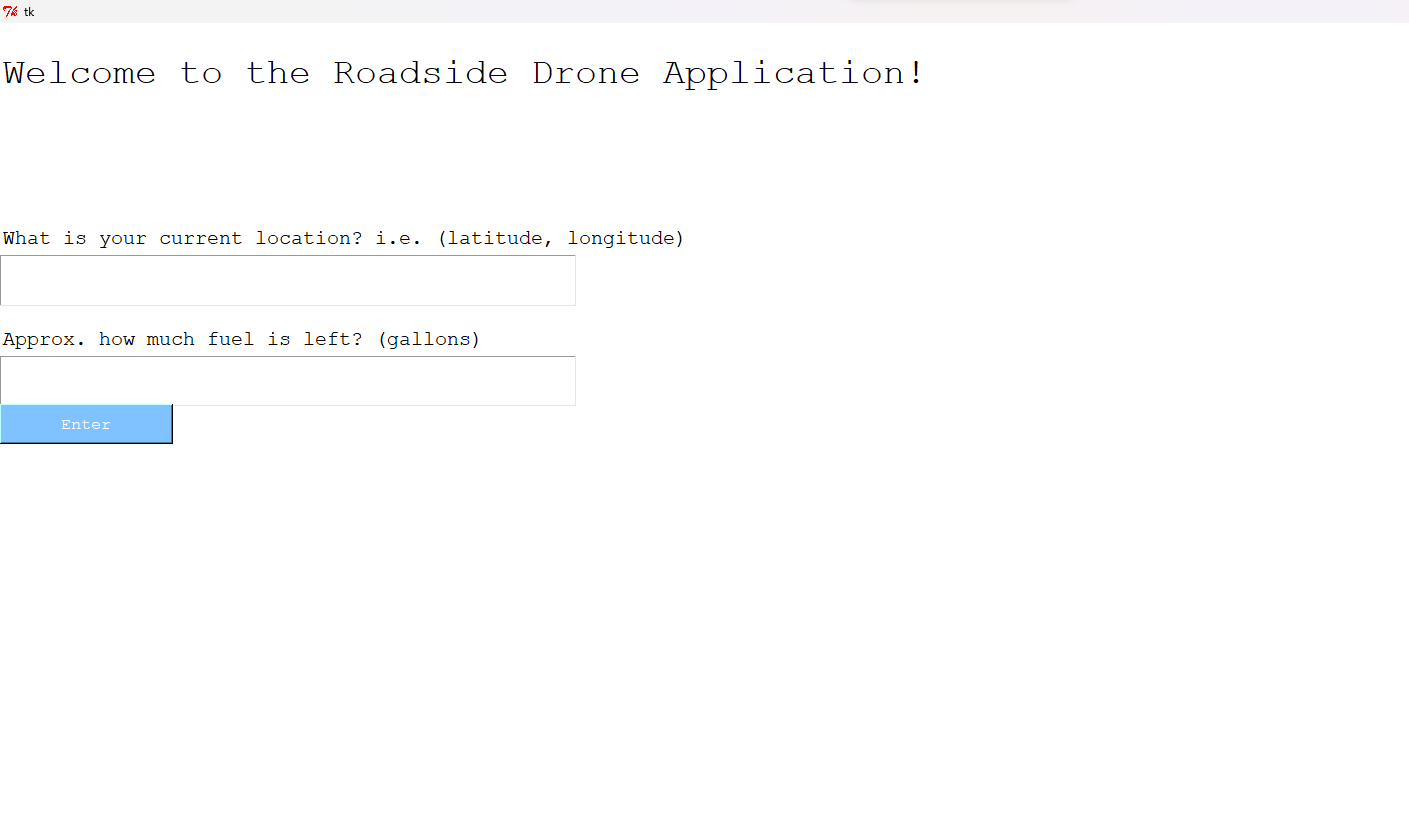 tk
Welcome to the Roadside Drone Application!
What is your current location? i.e. (latitude, longitude)
Approx. how much fuel is left? (gallons)
Enter